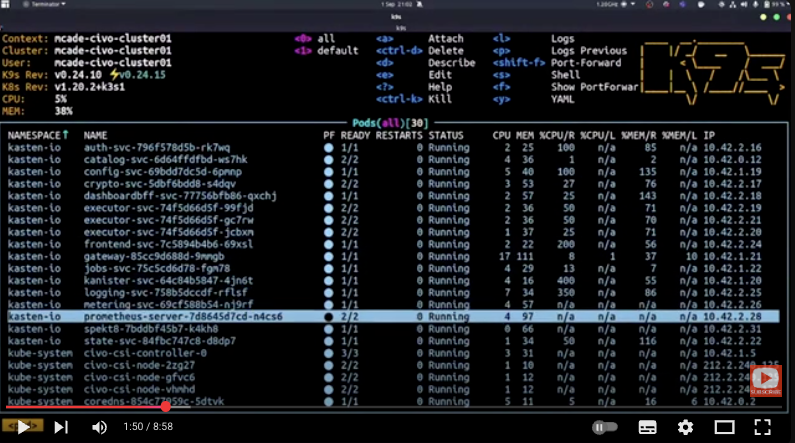 Terminator
1 Sep 21:02
1.20GHz
99 %
k9s
k9s
Context: mcade-civo-cluster01 <0> all <a> Attach <l> Logs
Cluster: mcade-civo-cluster01 <1> default <ctrl-d> Delete <p> Logs Previous
User: mcade-civo-cluster01 <d> Describe <shift-f> Port-Forward
K9s Rev: v0.24.10 ⚡v0.24.15 <e> Edit <s> Shell
K8s Rev: v1.20.2+k3s1 <?> Help <f> Show PortForwar
CPU: 5% <ctrl-k> Kill <y> YAML
MEM: 38%
K9s
Pods(all)[30]
NAMESPACE↑ NAME PF READY RESTARTS STATUS CPU MEM %CPU/R %CPU/L %MEM/R %MEM/L IP
kasten-io auth-svc-796f578d5b-rk7wq ● 1/1 0 Running 2 25 100 n/a 85 n/a 10.42.2.16
kasten-io catalog-svc-6d64ffdfbd-ws7hk ● 2/2 0 Running 4 36 1 n/a 2 n/a 10.42.0.12
kasten-io config-svc-69bdd7dc5d-6pmnp ● 1/1 0 Running 5 40 100 n/a 135 n/a 10.42.1.19
kasten-io crypto-svc-5dbf6bdd8-s4dqv ● 2/2 0 Running 3 53 27 n/a 76 n/a 10.42.2.17
kasten-io dashboardbff-svc-77756bfb86-qxchj ● 1/1 0 Running 2 57 25 n/a 143 n/a 10.42.2.18
kasten-io executor-svc-74f5d66d5f-99fjd ● 2/2 0 Running 2 36 50 n/a 71 n/a 10.42.2.19
kasten-io executor-svc-74f5d66d5f-gc7rw ● 2/2 0 Running 2 36 50 n/a 70 n/a 10.42.2.21
kasten-io executor-svc-74f5d66d5f-jcbxm ● 2/2 0 Running 1 37 25 n/a 71 n/a 10.42.2.20
kasten-io frontend-svc-7c5894b4b6-69xsl ● 1/1 0 Running 2 22 200 n/a 56 n/a 10.42.2.24
kasten-io gateway-85cc9d688d-9mmgb ● 1/1 0 Running 17 111 8 1 37 10 10.42.1.21
kasten-io jobs-svc-75c5cd6d78-fgm78 ● 1/1 0 Running 4 29 13 n/a 7 n/a 10.42.1.22
kasten-io kanister-svc-64c84b5847-4jn6t ● 1/1 0 Running 4 16 400 n/a 55 n/a 10.42.2.25
kasten-io logging-svc-758b5dccdf-rflsf ● 1/1 0 Running 7 34 350 n/a 86 n/a 10.42.1.25
kasten-io metering-svc-69cf588b54-nj9rf ● 1/1 0 Running 4 57 n/a n/a n/a n/a 10.42.2.26
kasten-io prometheus-server-7d8645d7cd-n4cs6 ● 2/2 0 Running 4 97 n/a n/a n/a n/a 10.42.2.28
kasten-io spekt8-7bddbf45b7-k4kh8 ● 1/1 0 Running 0 66 n/a n/a n/a n/a 10.42.2.31
kasten-io state-svc-84fbc747c8-d8dp7 ● 1/1 0 Running 1 34 50 n/a 116 n/a 10.42.2.22
kube-system civo-csi-controller-0 ● 3/3 0 Running 3 31 n/a n/a n/a n/a 10.42.1.5
kube-system civo-csi-node-2zg27 ● 2/2 0 Running 1 10 n/a n/a n/a n/a
kube-system civo-csi-node-gfvc6 ● 2/2 0 Running 1 12 n/a n/a n/a n/a 212.2.24
kube-system civo-csi-node-vhmhd ● 2/2 0 Running 1 12 n/a n/a n/a n/a 212.2.24
kube-system coredns-854c77959c-5dtvk ● 1/1 0 Running 5 11 5 n/a 16 6 10.42.0.2
SUBSCRIBE
<pod>
1:50 / 8:58